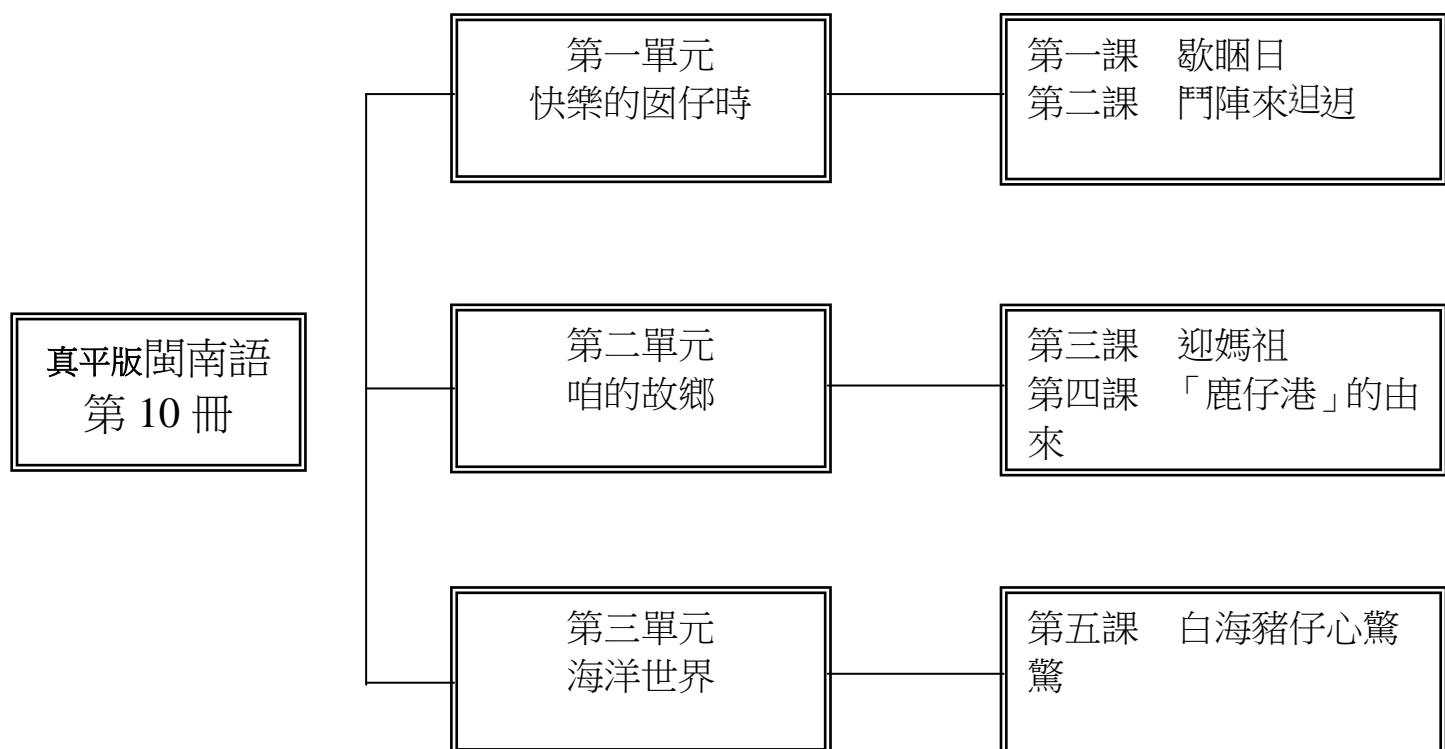 真平版閩南語
第 10 冊
第一單元
快樂的囡仔時
第一課　歇睏日
第二課　鬥陣來𨑨迌
第二單元
咱的故鄉
第三課　迎媽祖
第四課　「鹿仔港」的由
來
第三單元
海洋世界
第五課　白海豬仔心驚
驚